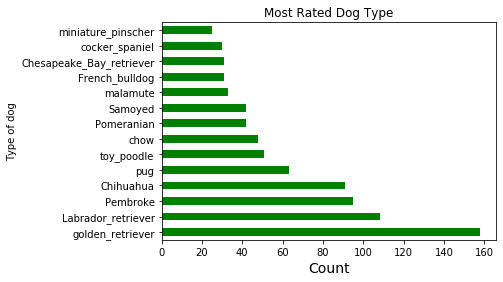 Most Rated Dog Type
miniature_pinscher
cocker_spaniel
Chesapeake_Bay_retriever
French_bulldog
malamute
Samoyed
Pomeranian
chow
toy_poodle
pug
Chihuahua
Pembroke
Labrador_retriever
golden_retriever
Type of dog
0 20 40 60 80 100 120 140 160
Count